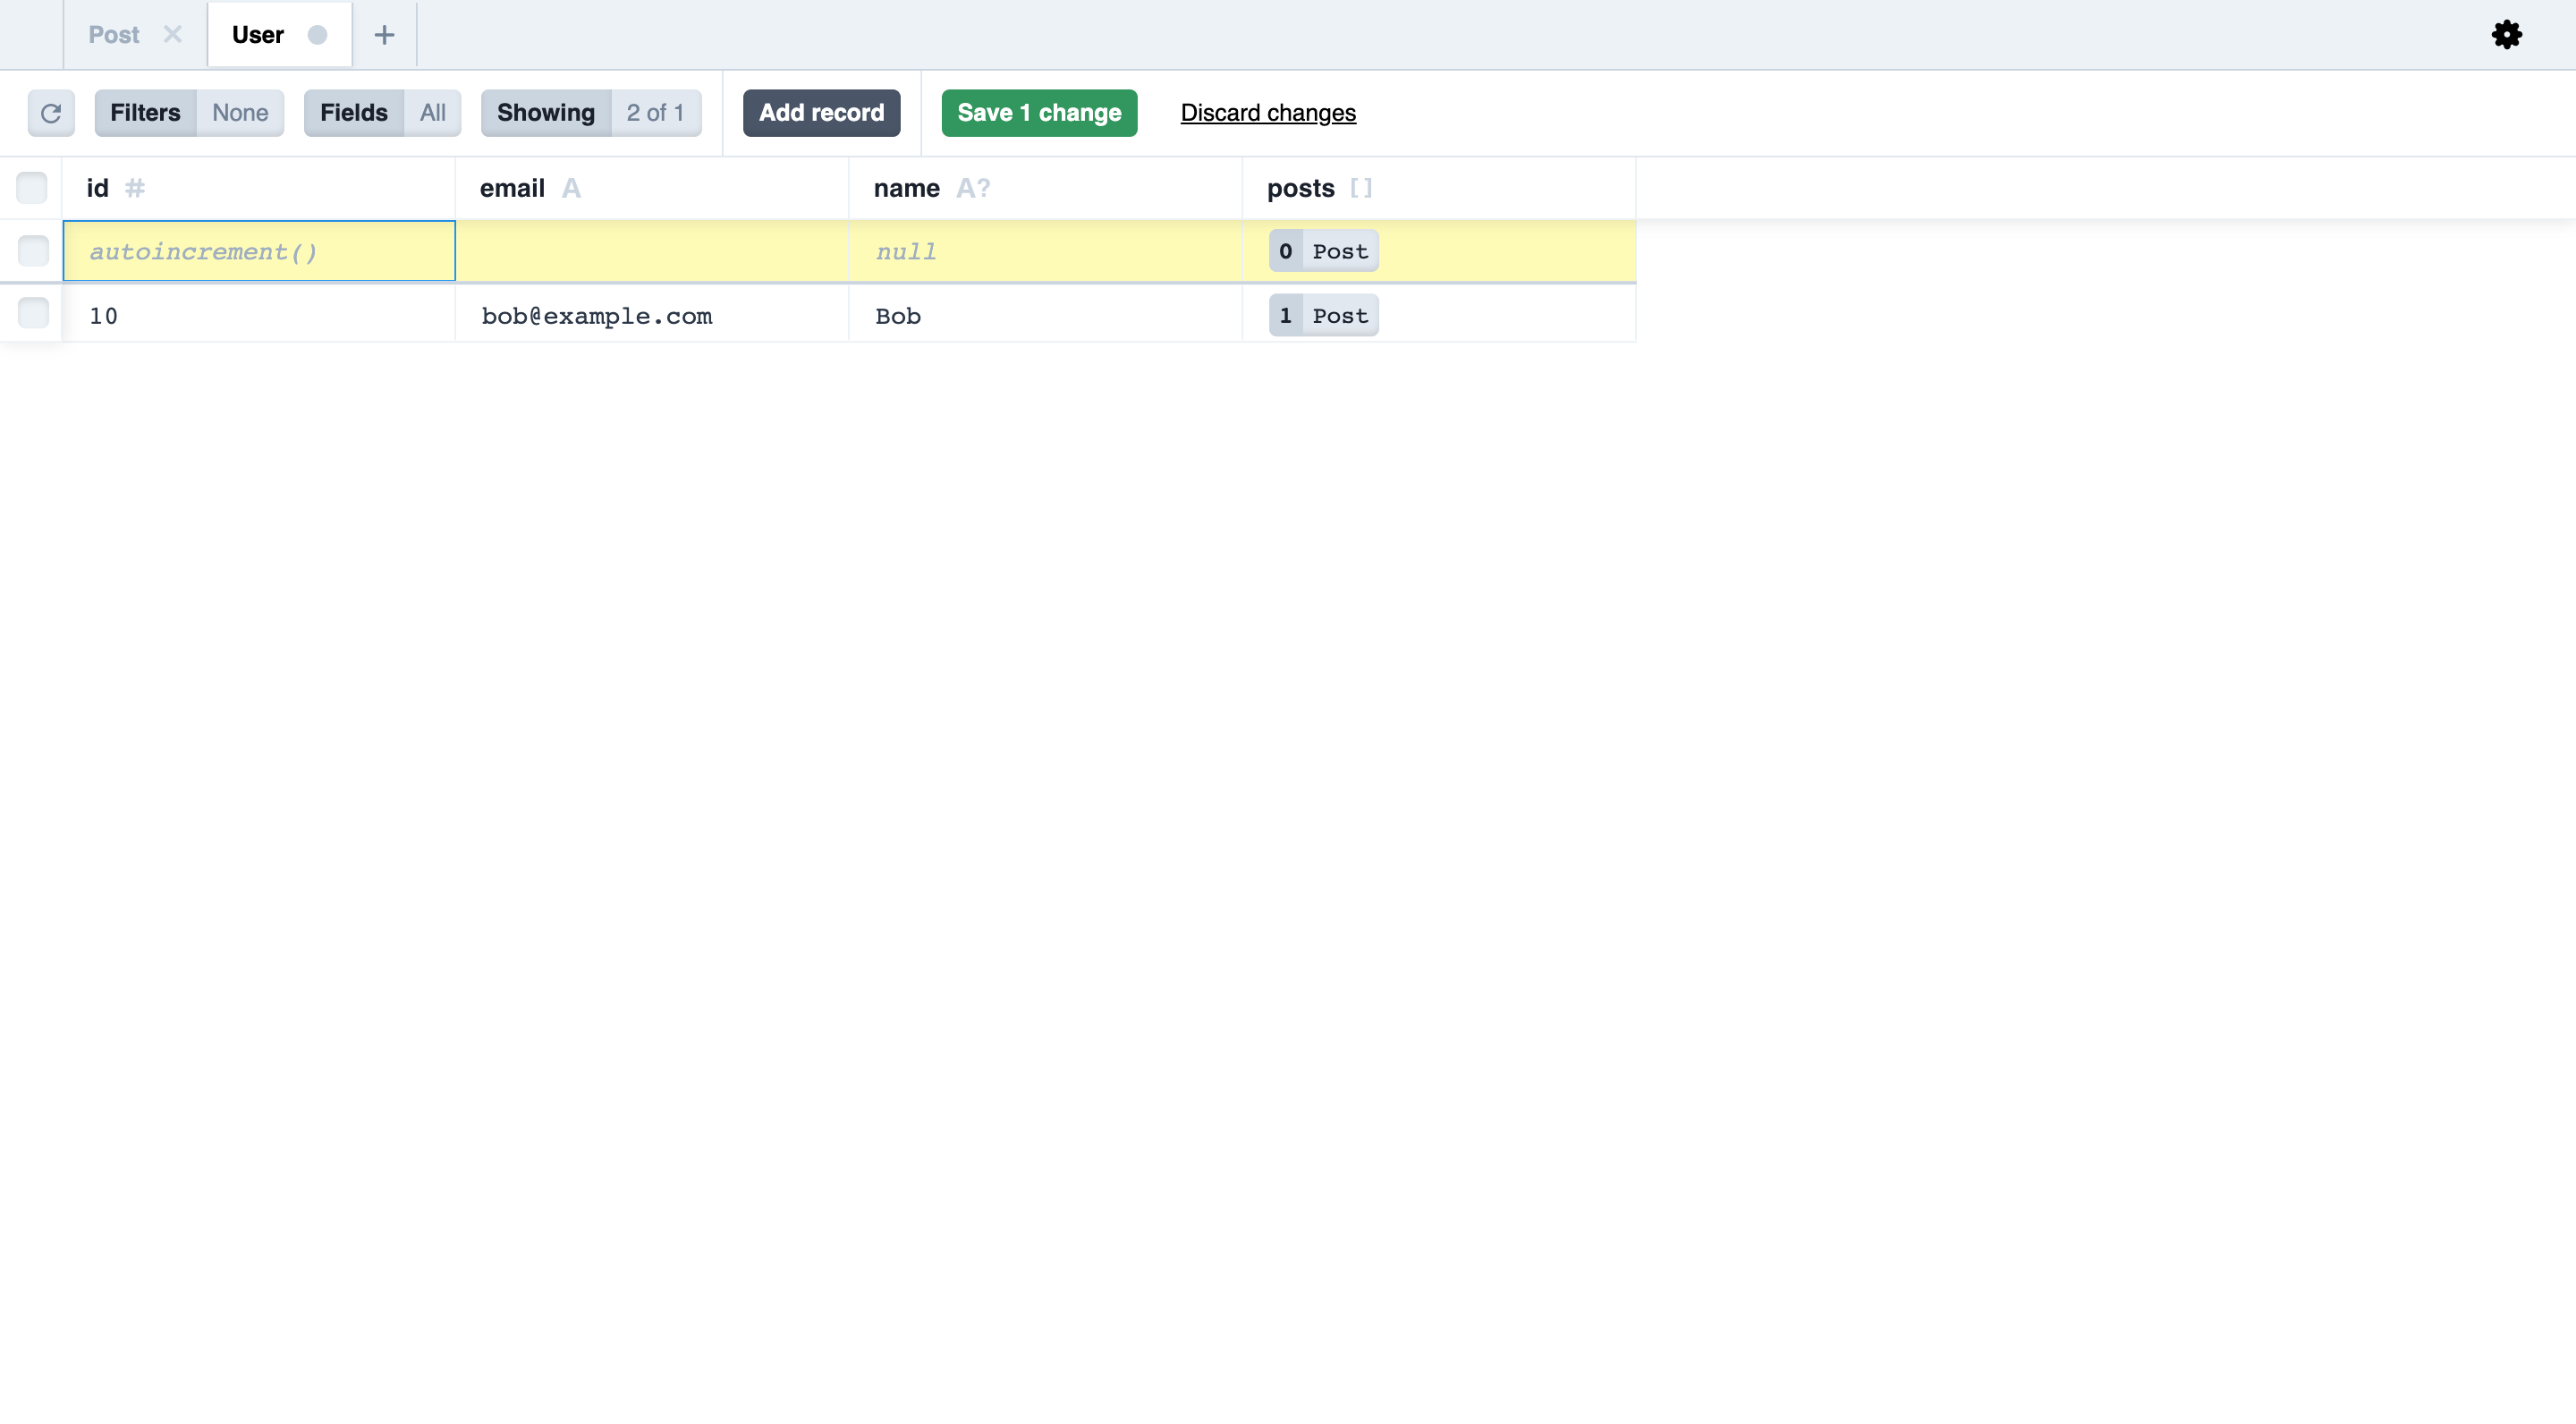 Post User +
Filters None Fields All Showing 2 of 1 Add record Save 1 change Discard changes
id # email A name A? posts []
autoincrement() null 0 Post
10 bob@example.com Bob 1 Post